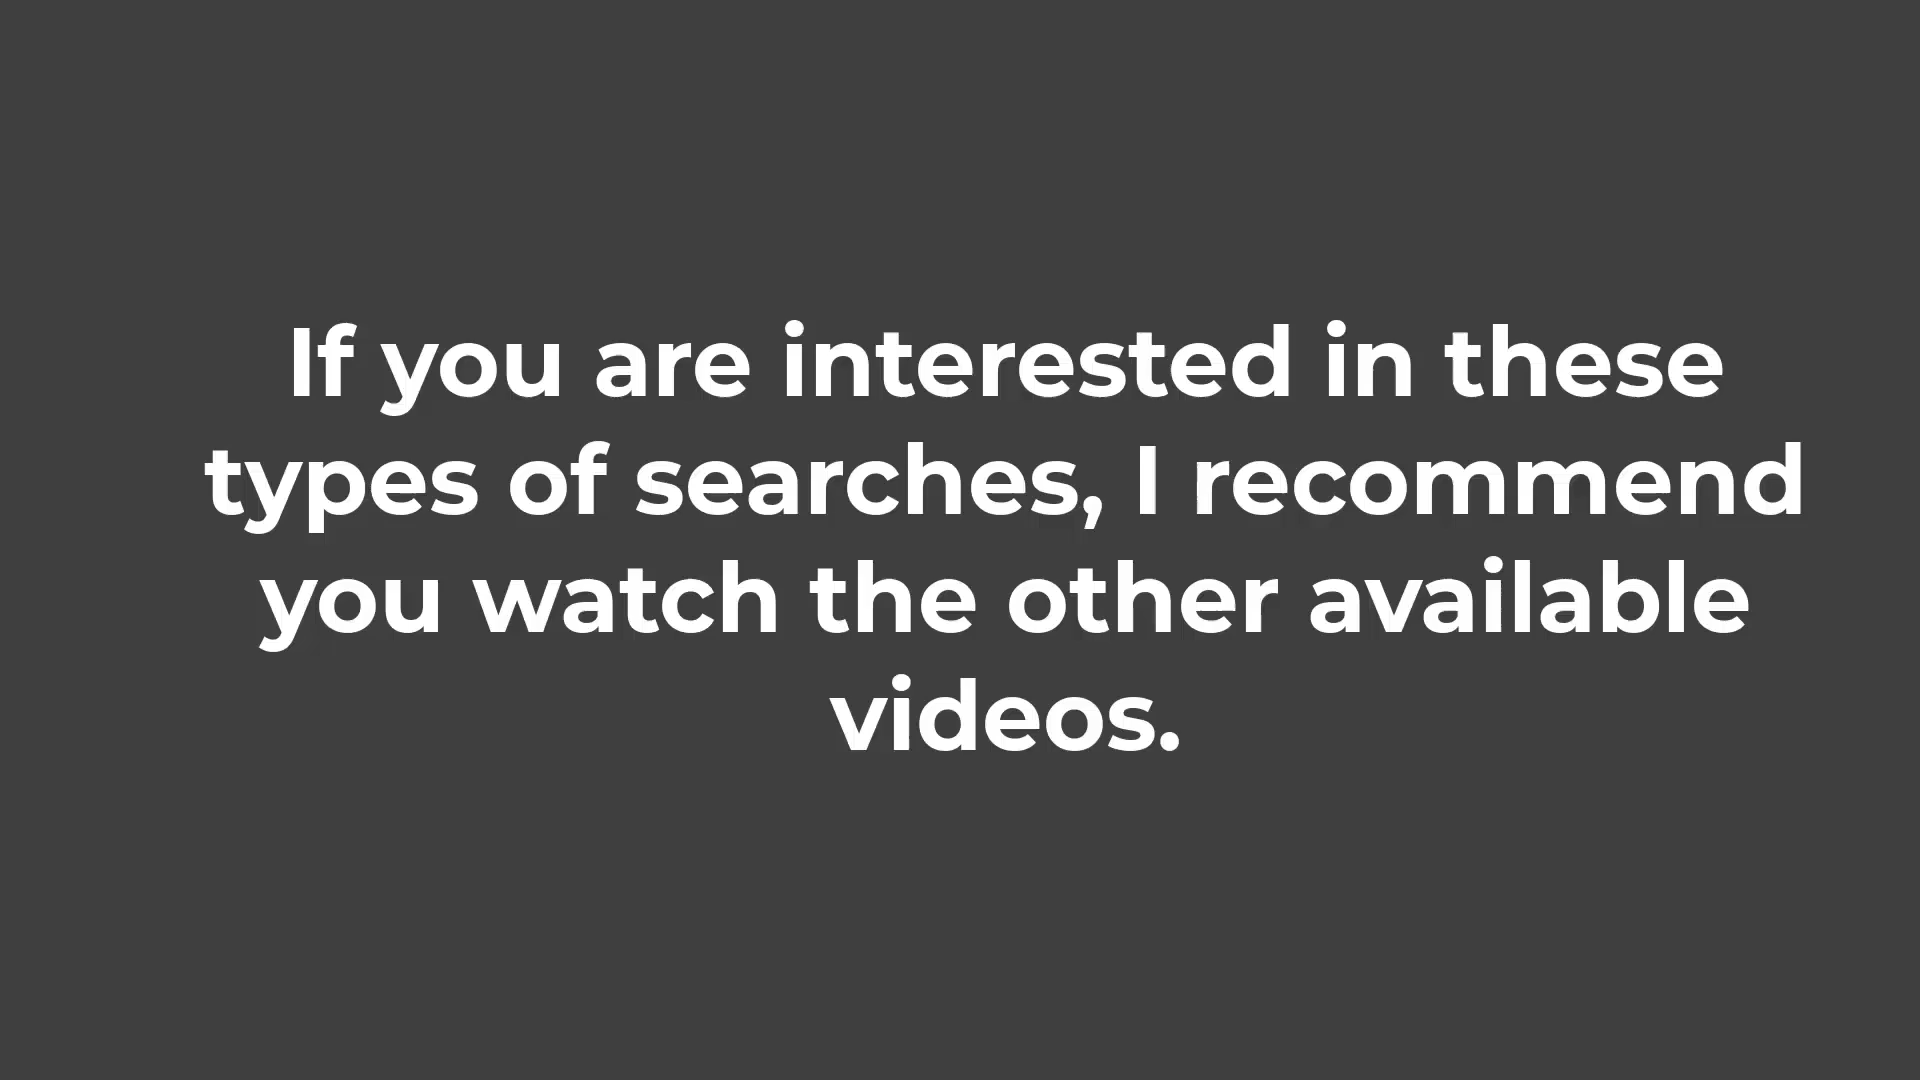 If you are interested in these
types of searches, I recommend
you watch the other available
videos.